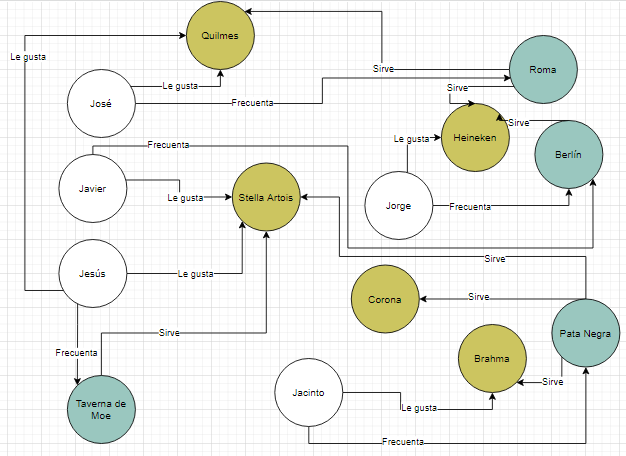 Quilmes
Le gusta
Sirve
Roma
Le gusta
Sirve
José
Frecuenta
Sirve
Le gusta
Heineken
Frecuenta
Berlín
Javier
Le gusta
Stella Artois
Jorge
Frecuenta
Sirve
Jesús
Le gusta
Corona
Sirve
Sirve
Pata Negra
Frecuenta
Brahma
Sirve
Taverna de
Moe
Jacinto
Le gusta
Frecuenta